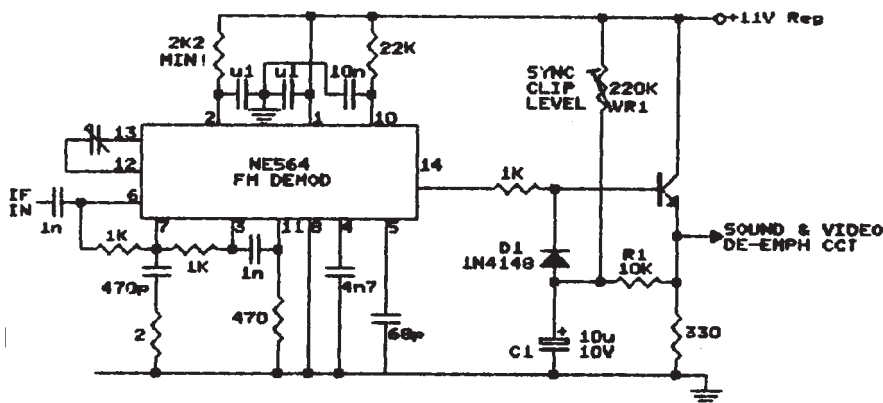 +11V Reg
2K2
MIN!
22K
u1
u1
10n
SYNC
CLIP
LEVEL
220K
VR1
2
1
10
13
12
NE564
FM DEMOD
14
1K
IF
IN
6
1n
7
3
11
8
4
5
SOUND & VIDEO
DE-EMPH CCT
1K
1K
1n
D1
1N4148
R1
10K
470p
4n7
2
470
68p
C1
+
10u
10V
330